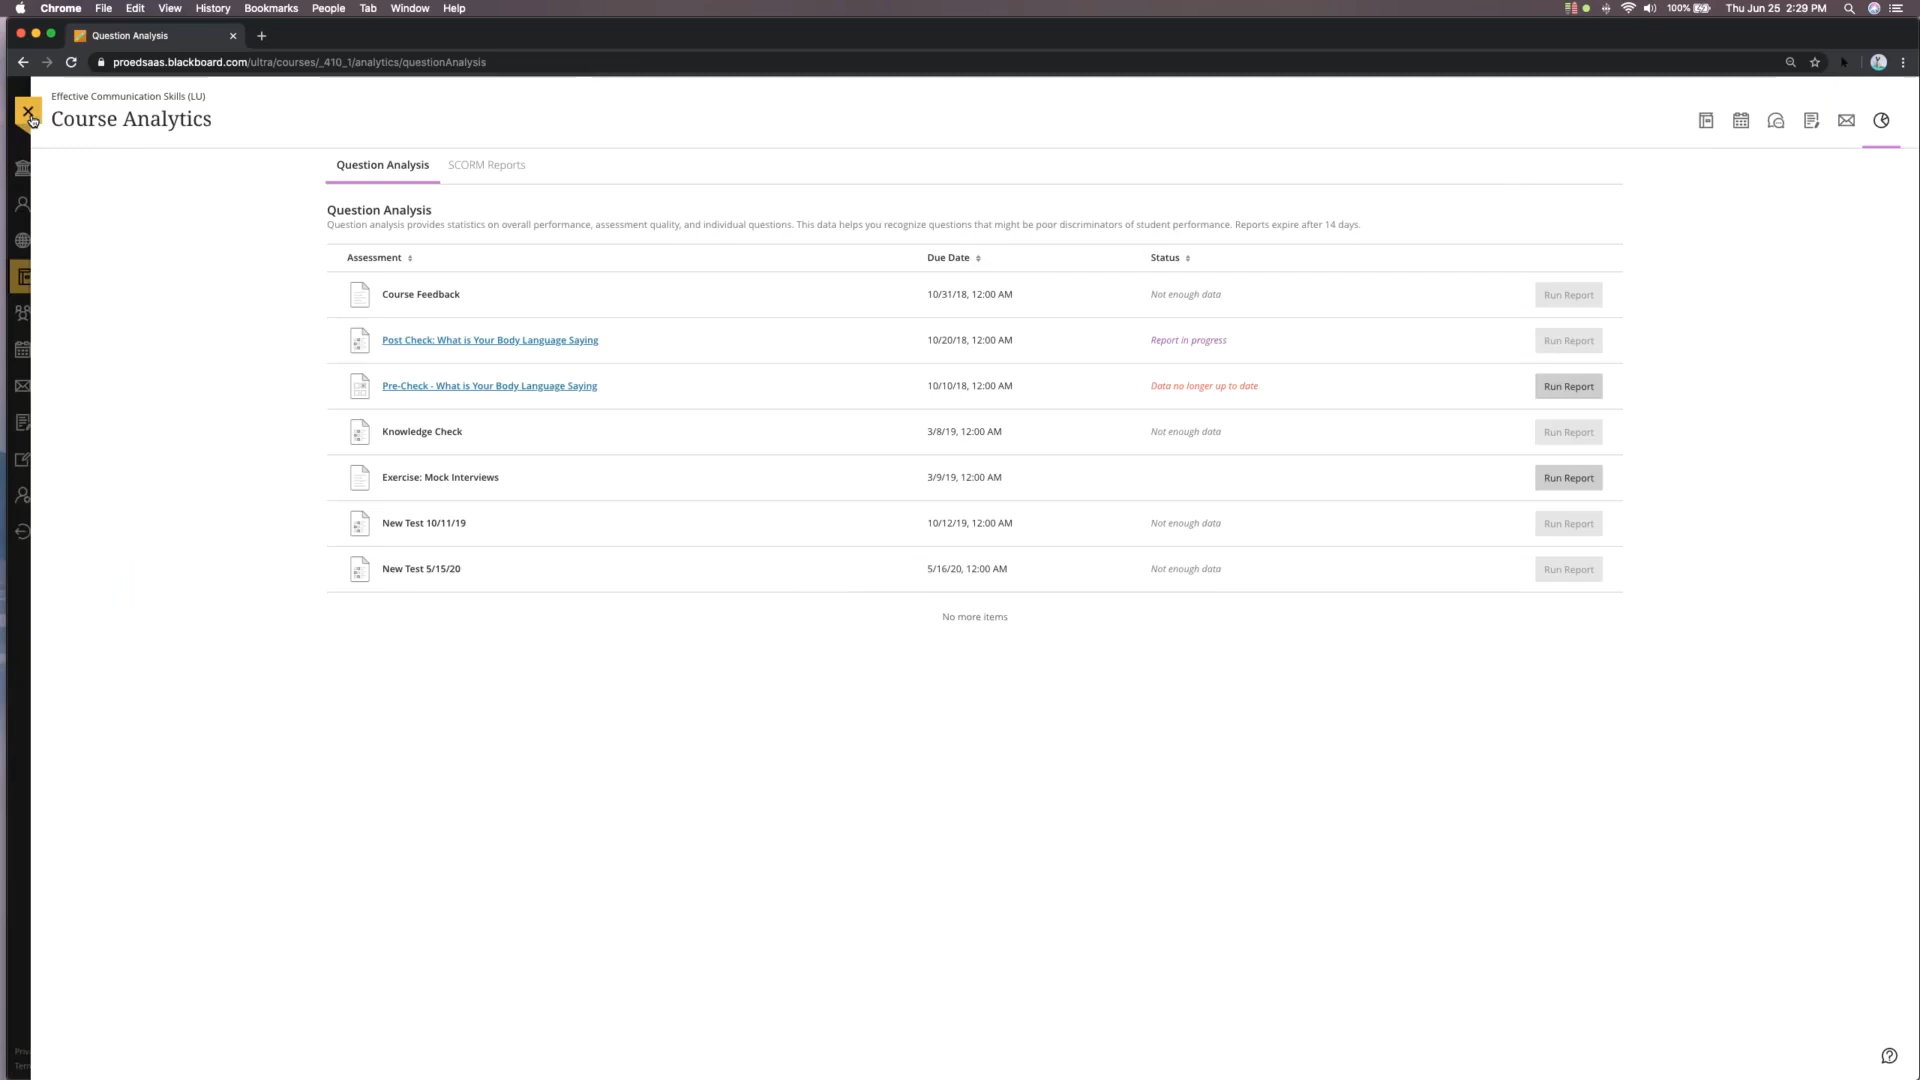 Chrome File Edit View History Bookmarks People Tab Window Help 100% Thu Jun 25 2:29 PM
Question Analysis
proedsaas.blackboard.com/ultra/courses/_410_1/analytics/questionAnalysis
Effective Communication Skills (LU)
Course Analytics
Question Analysis SCORM Reports
Question Analysis
Question analysis provides statistics on overall performance, assessment quality, and individual questions. This data helps you recognize questions that might be poor discriminators of student performance. Reports expire after 14 days.
Assessment Due Date Status
Course Feedback 10/31/18, 12:00 AM Not enough data Run Report
Post Check: What is Your Body Language Saying 10/20/18, 12:00 AM Report in progress Run Report
Pre-Check - What is Your Body Language Saying 10/10/18, 12:00 AM Data no longer up to date Run Report
Knowledge Check 3/8/19, 12:00 AM Not enough data Run Report
Exercise: Mock Interviews 3/9/19, 12:00 AM Run Report
New Test 10/11/19 10/12/19, 12:00 AM Not enough data Run Report
New Test 5/15/20 5/16/20, 12:00 AM Not enough data Run Report
No more items